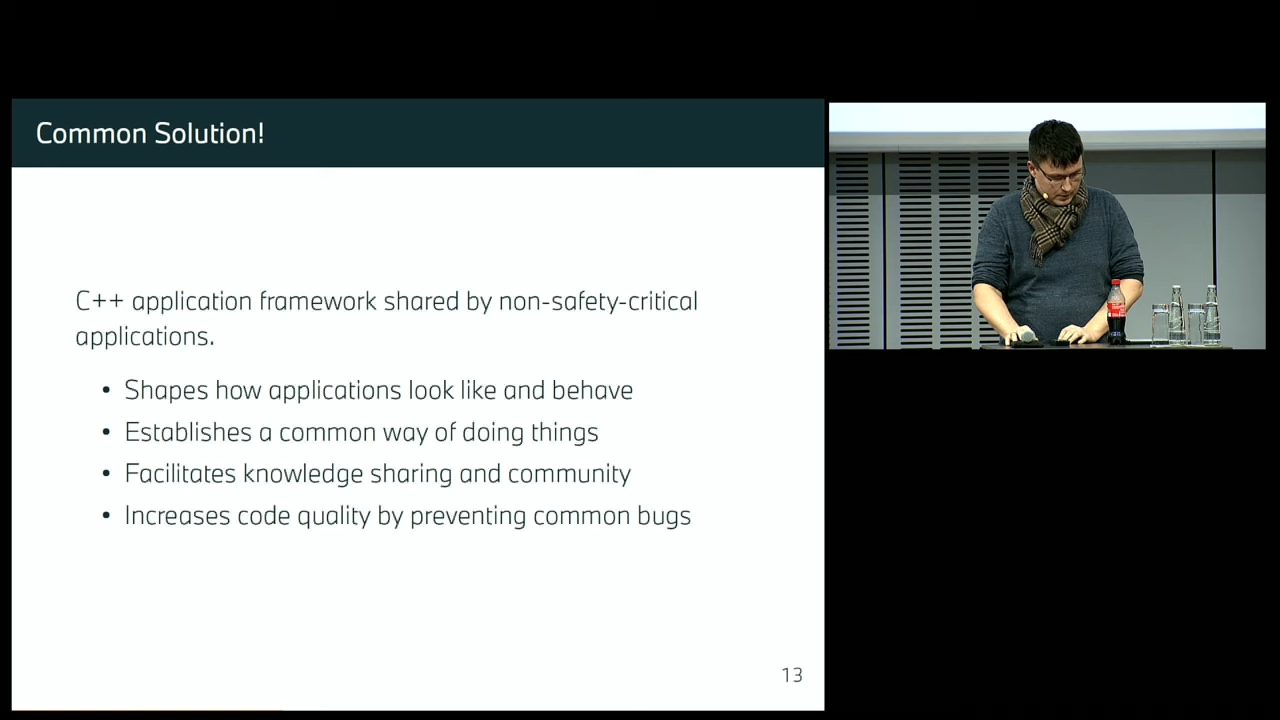 Common Solution!
C++ application framework shared by non-safety-critical
applications.
• Shapes how applications look like and behave
• Establishes a common way of doing things
• Facilitates knowledge sharing and community
• Increases code quality by preventing common bugs
13